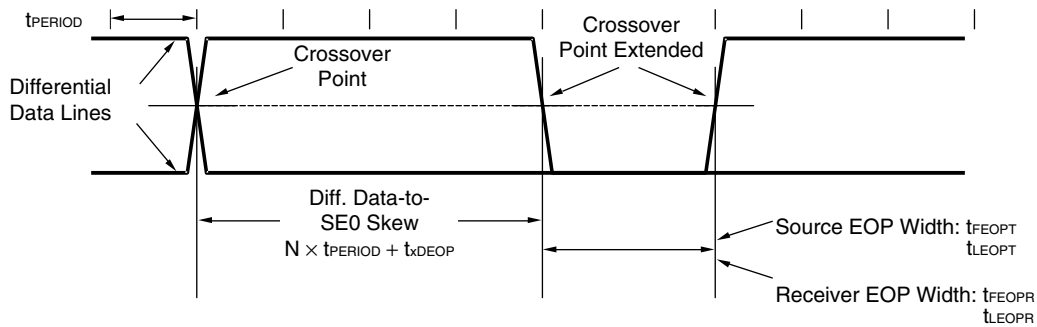 tPERIOD
Differential
Data Lines
Crossover
Point
Crossover
Point Extended
Diff. Data-to-
SE0 Skew
N × tPERIOD + txDEOP
Source EOP Width: tFEOPT
tLEOPT
Receiver EOP Width: tFEOPR
tLEOPR